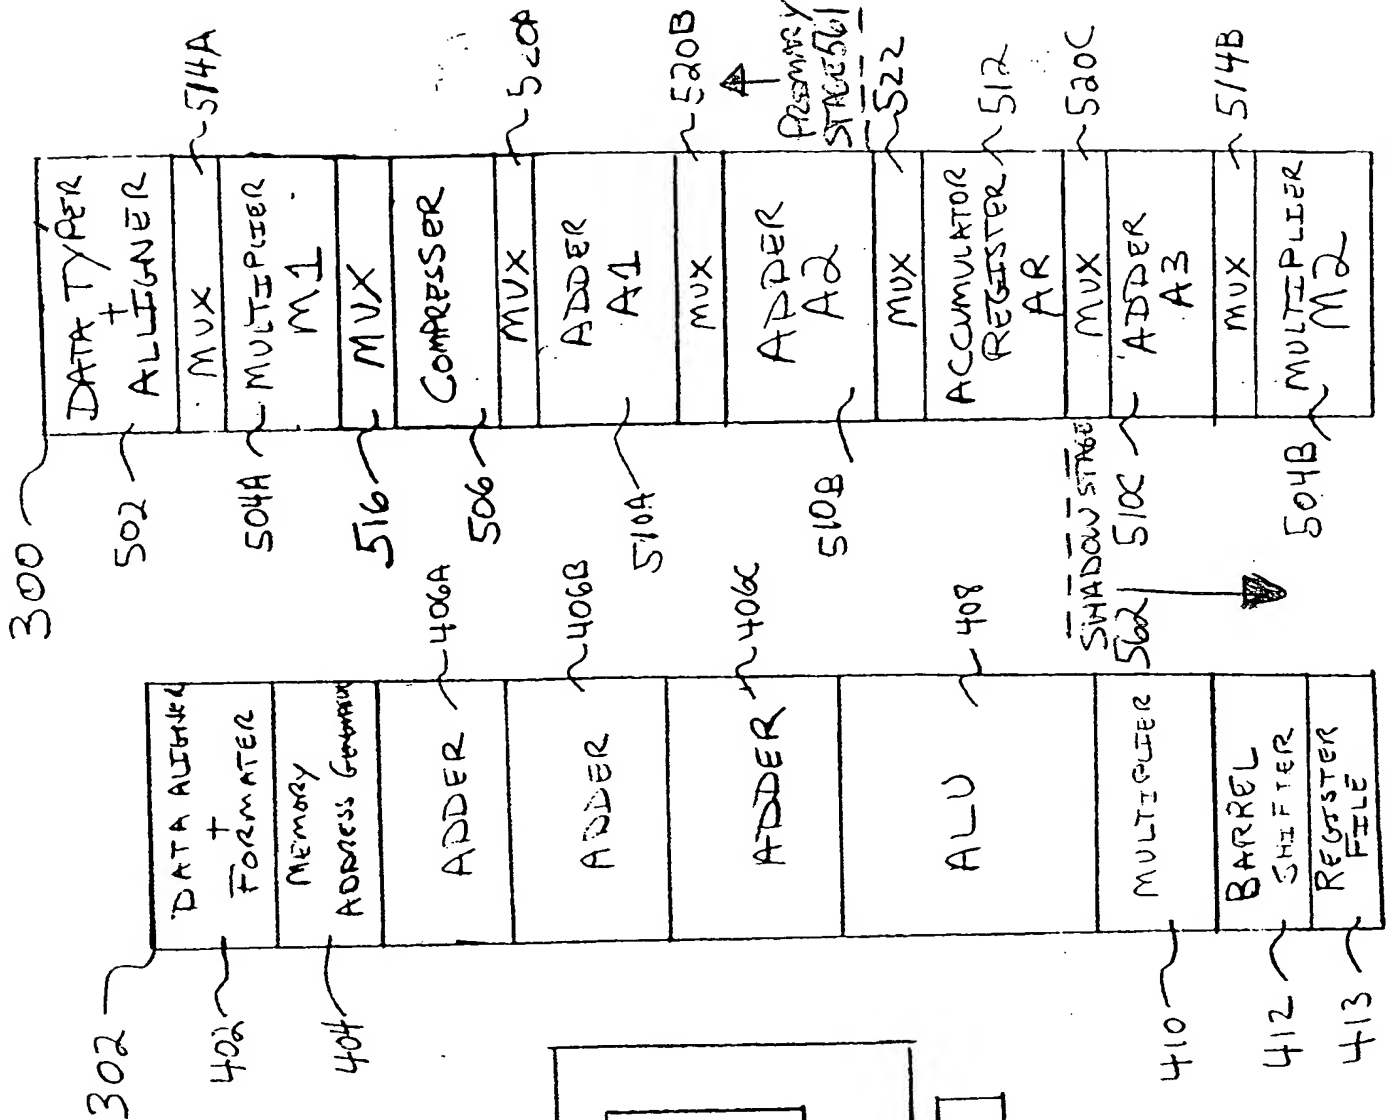 300
DATA TYPER
+
ALLIGNER
502
MUX
514A
MULTIPLIER
M1
504A
MUX
516
COMPRESSER
506
MUX
520A
ADDER
A1
510A
MUX
520B
ADDER
A2
510B
MUX
522
ACCUMULATOR
REGISTER
AR
512
MUX
520C
ADDER
A3
510C
MUX
514B
MULTIPLIER
M2
504B
PRIMARY
STAGE 561
SHADOW STAGE
562
302
DATA ALIGNER
+
FORMATER
402
MEMORY
ADDRESS
404
ADDER
406A
ADDER
406B
ADDER
406C
ALU
408
MULTIPLIER
410
BARREL
SHIFTER
412
REGISTER
FILE
413